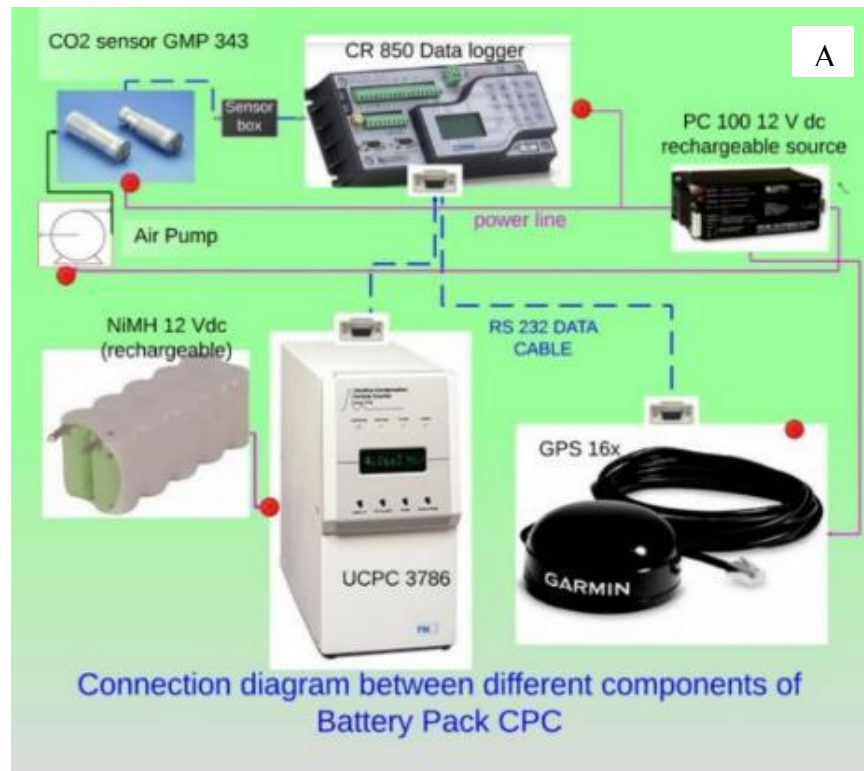 CO2 sensor GMP 343
CR 850 Data logger
A
Sensor
box
PC 100 12 V dc
rechargeable source
power line
Air Pump
NiMH 12 Vdc
(rechargeable)
RS 232 DATA
CABLE
GPS 16x
UCPC 3786
GARMIN
Connection diagram between different components of
Battery Pack CPC